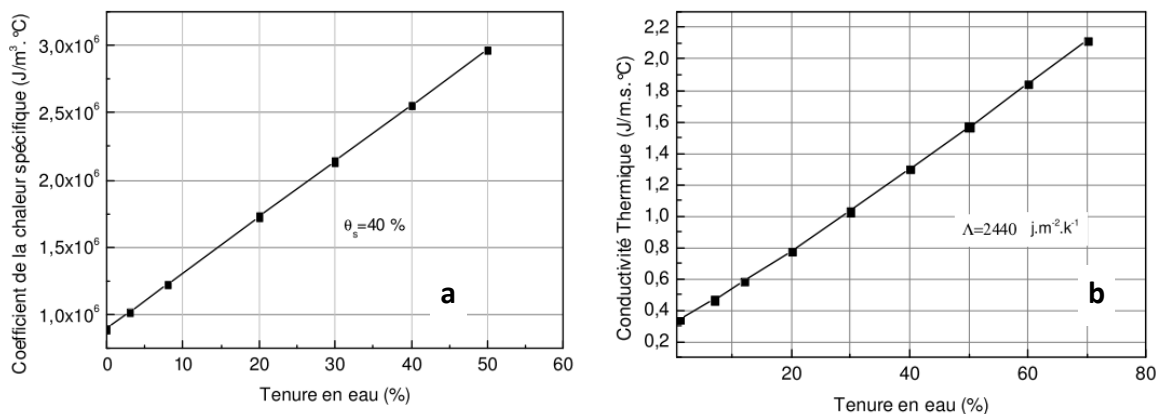 Coefficient de la chaleur spécifique (J/m³. °C)
3,0x10⁶
2,5x10⁶
2,0x10⁶
1,5x10⁶
1,0x10⁶
θs=40 %
a
0 10 20 30 40 50 60
Tenure en eau (%)
Conductivité Thermique (J/m.s. °C)
2,2
2,0
1,8
1,6
1,4
1,2
1,0
0,8
0,6
0,4
0,2
Λ=2440 j.m⁻².k⁻¹
b
20 40 60 80
Tenure en eau (%)